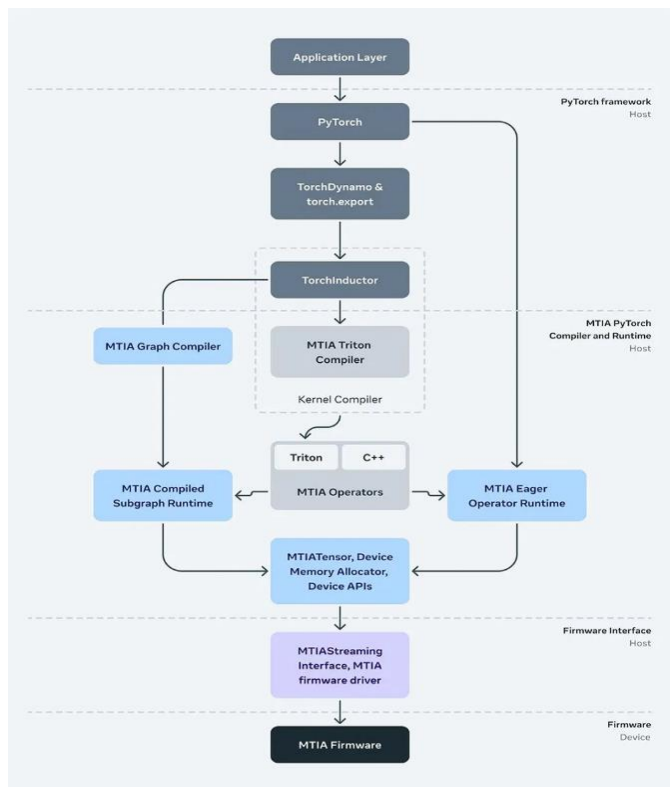 Application Layer
PyTorch framework
Host
PyTorch
TorchDynamo &
torch.export
TorchInductor
MTIA PyTorch
Compiler and Runtime
Host
MTIA Graph Compiler
MTIA Triton
Compiler
Kernel Compiler
Triton
C++
MTIA Operators
MTIA Compiled
Subgraph Runtime
MTIA Eager
Operator Runtime
MTIATensor, Device
Memory Allocator,
Device APIs
Firmware Interface
Host
MTIAStreaming
Interface, MTIA
firmware driver
Firmware
Device
MTIA Firmware